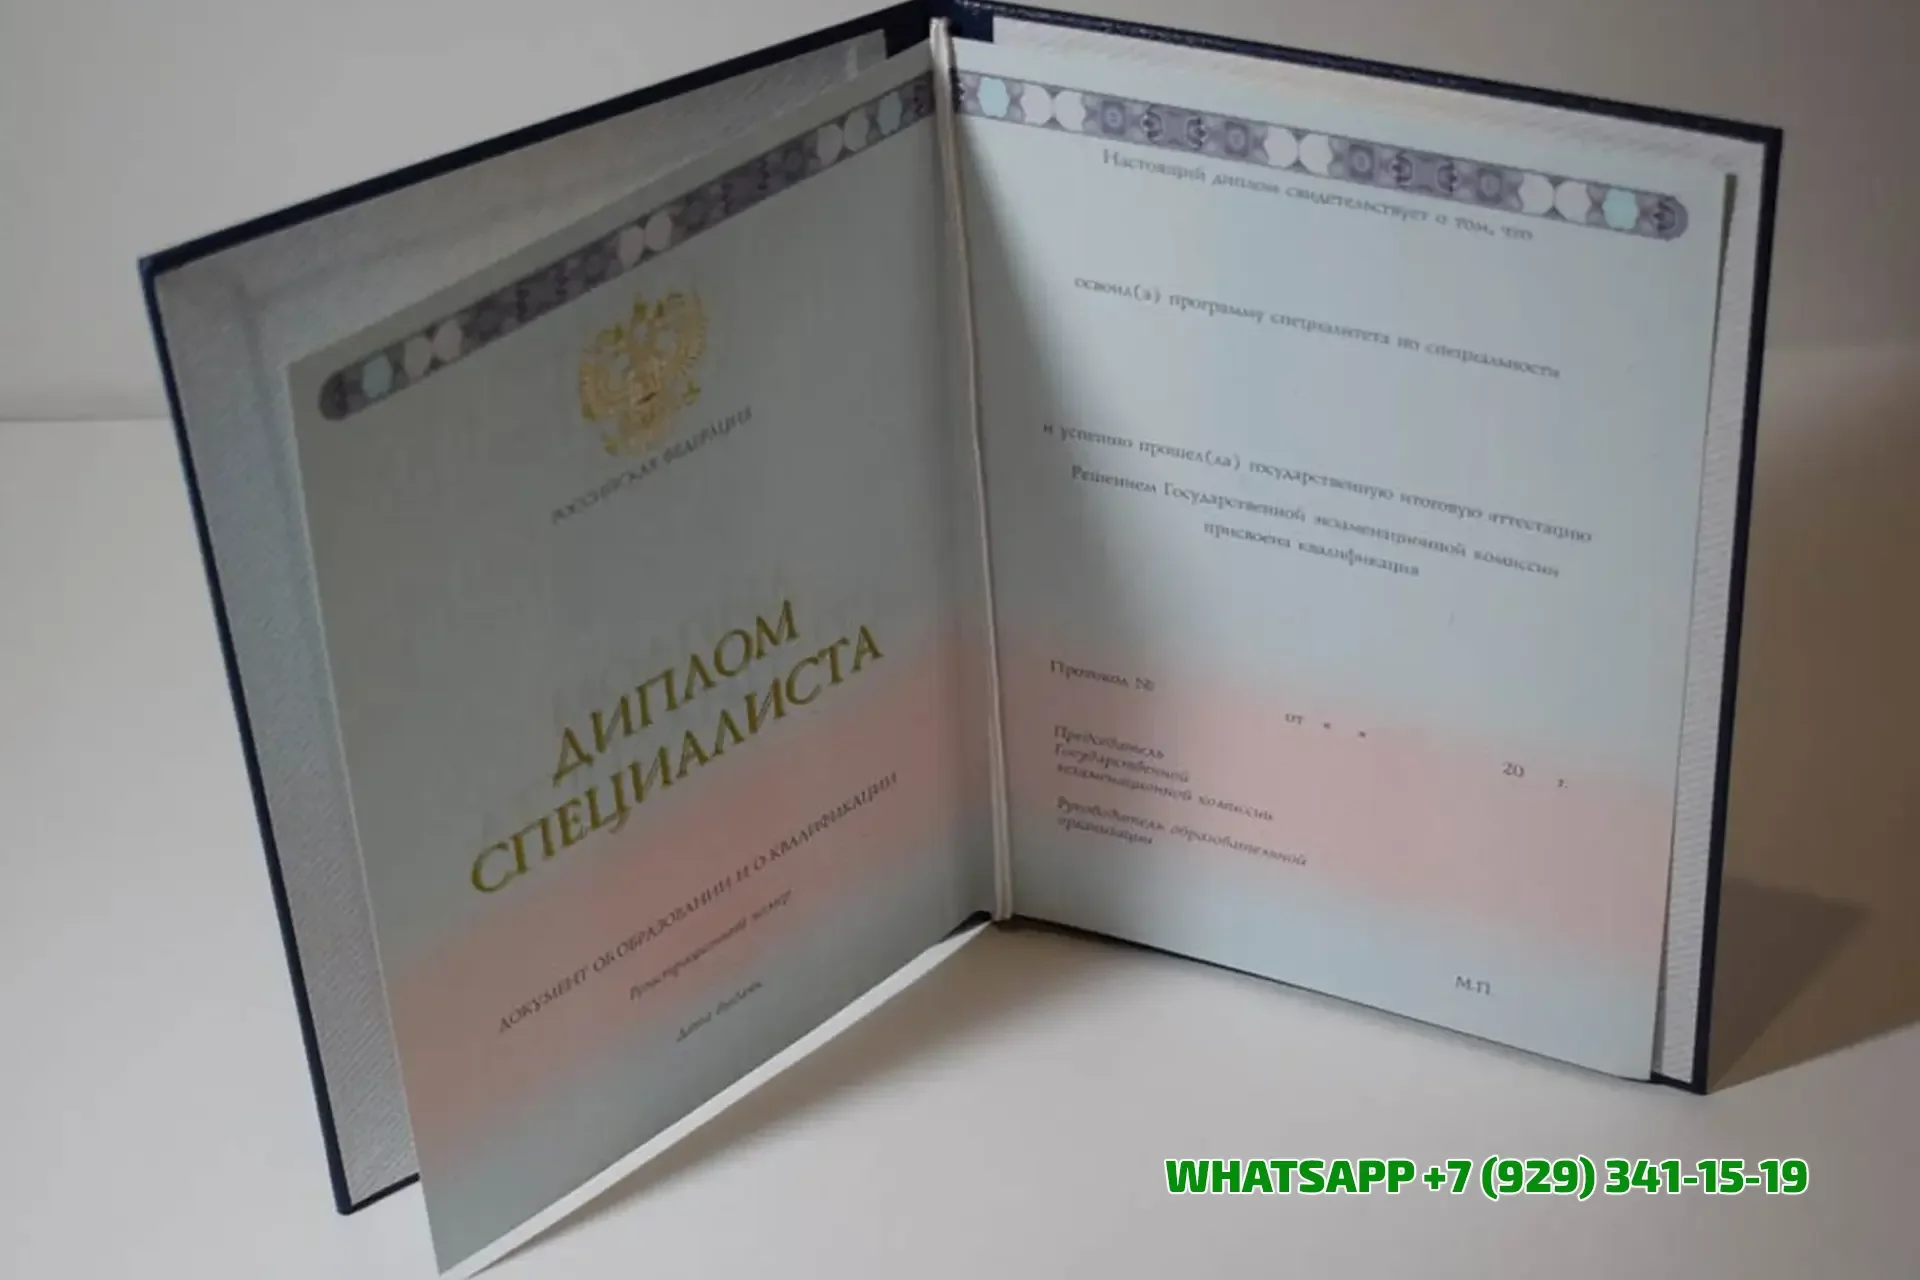 РОССИЙСКАЯ ФЕДЕРАЦИЯ
ДИПЛОМ
СПЕЦИАЛИСТА
ДОКУМЕНТ ОБ ОБРАЗОВАНИИ И О КВАЛИФИКАЦИИ
Регистрационный номер
Дата выдачи
Настоящий диплом свидетельствует о том, что
освоил(а) программу специалитета по специальности
и успешно прошел(ла) государственную итоговую аттестацию
Решением Государственной экзаменационной комиссии
присвоена квалификация
Протокол №
от « »
20 г.
Председатель
Государственной
экзаменационной комиссии
Руководитель образовательной
организации
М.П.
WHATSAPP +7 (929) 341-15-19